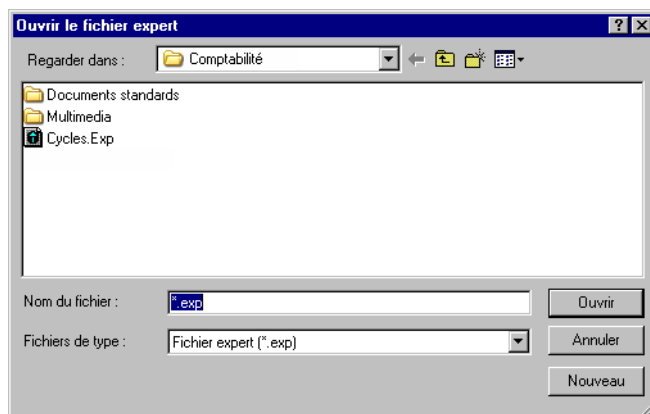 Ouvrir le fichier expert
Regarder dans :
Comptabilité
Documents standards
Multimedia
Cycles.Exp
Nom du fichier :
*.exp
Ouvrir
Fichiers de type :
Fichier expert (*.exp)
Annuler
Nouveau